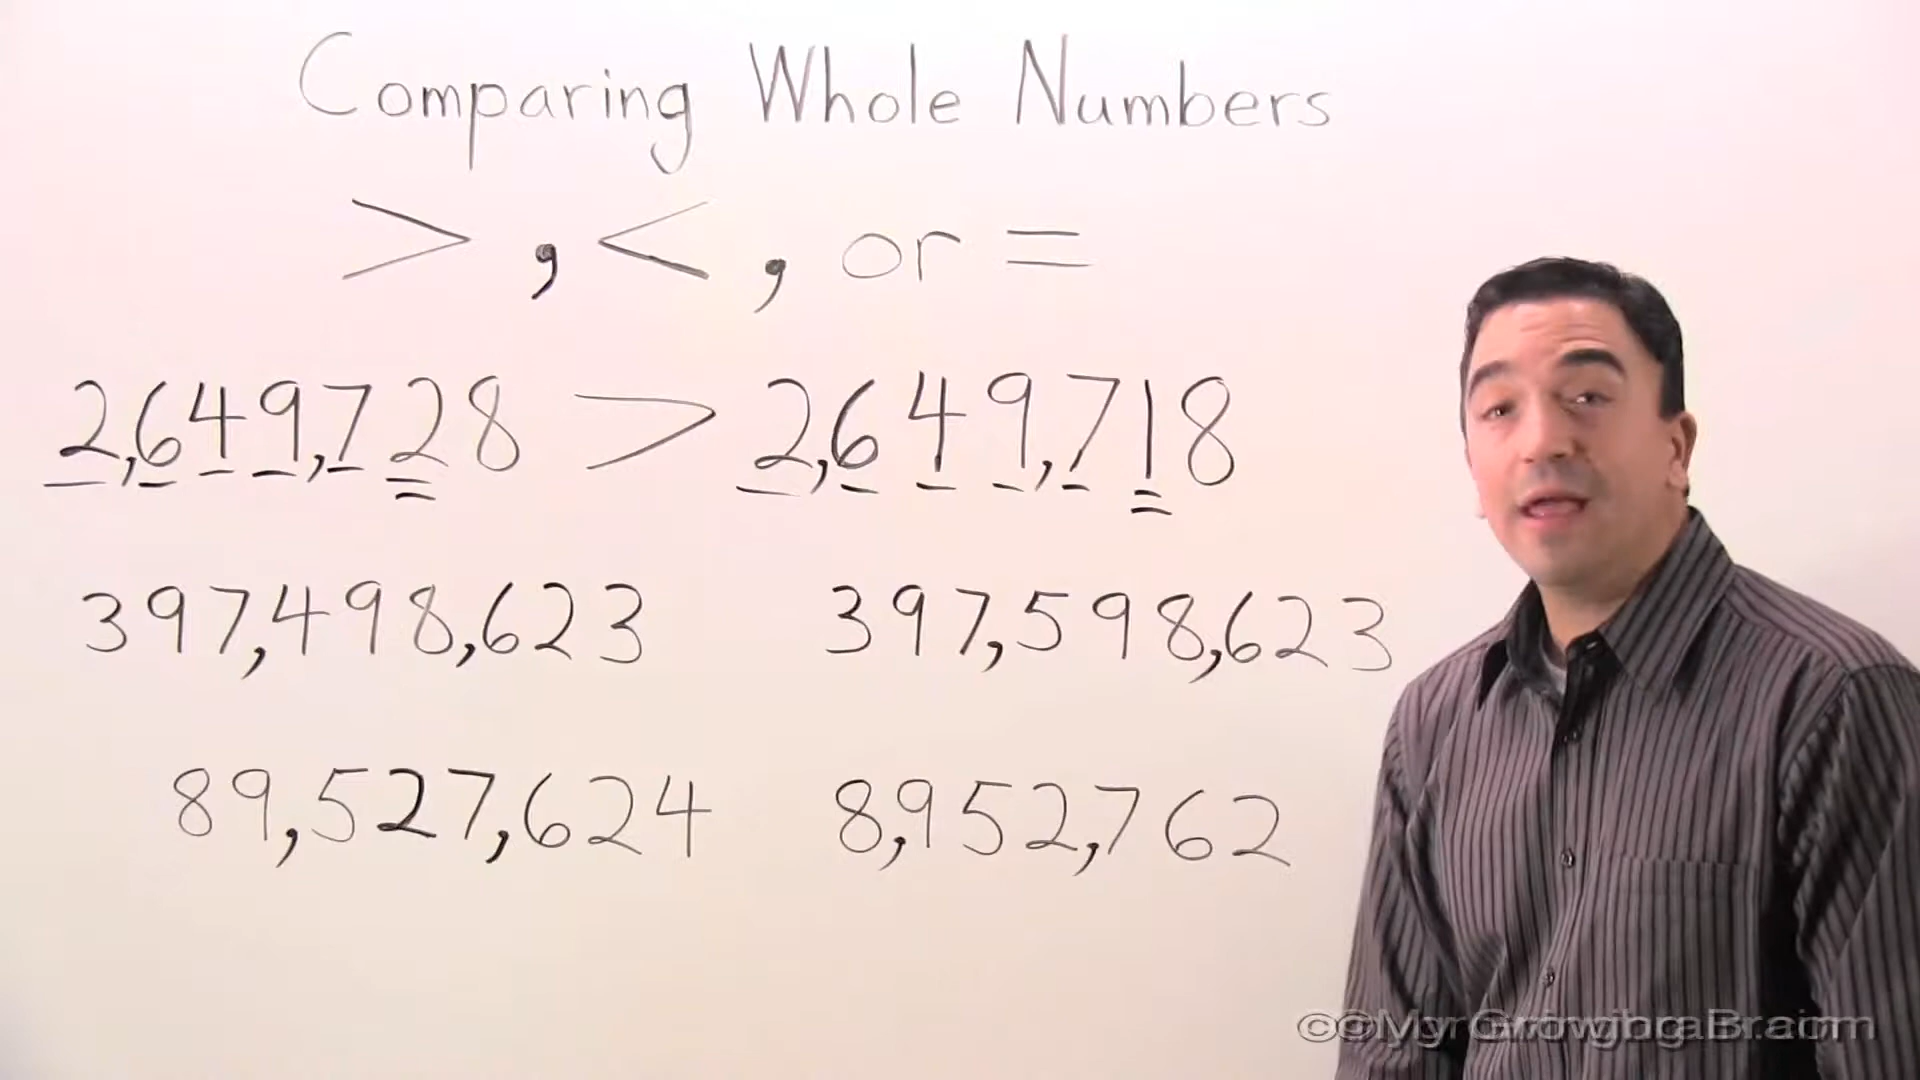 Comparing Whole Numbers
>, <, or =
2,649,728 > 2,649,718
397,498,623 397,598,623
89,527,624 8,952,762